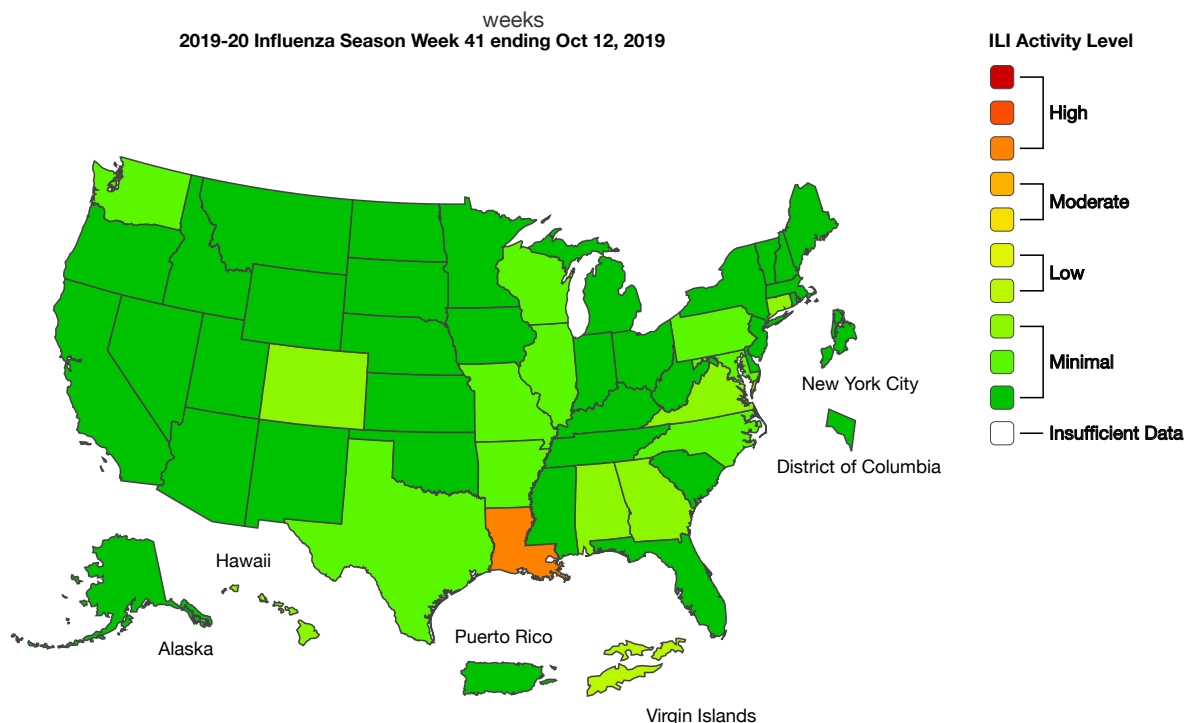 weeks
2019-20 Influenza Season Week 41 ending Oct 12, 2019
ILI Activity Level
High
Moderate
Low
Minimal
Insufficient Data
New York City
District of Columbia
Hawaii
Alaska
Puerto Rico
Virgin Islands